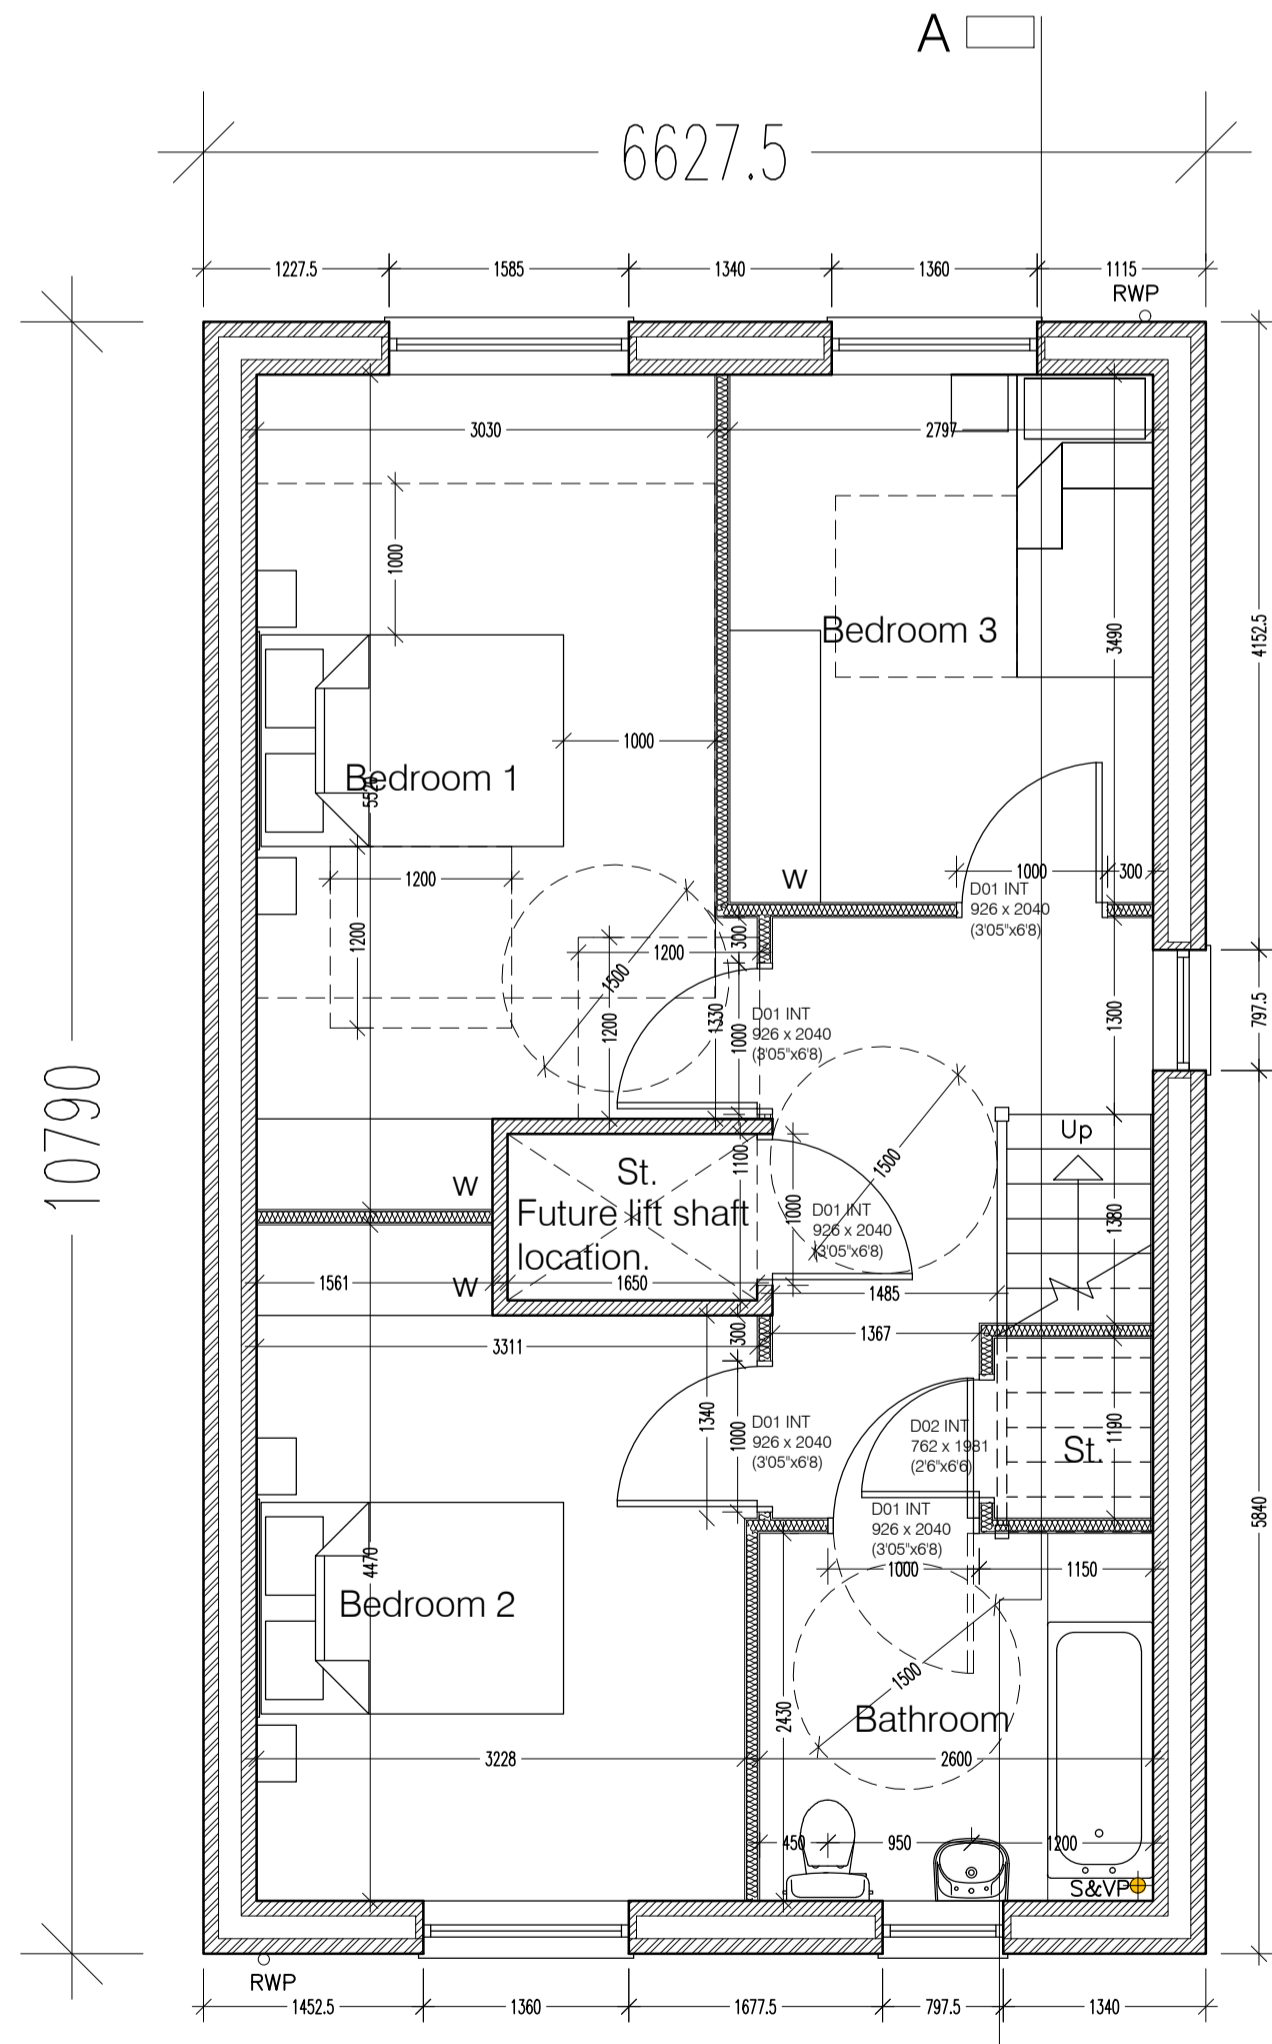 A
6627.5
1227.5
1585
1340
1360
1115
RWP
10790
3030
2797
1000
Bedroom 3
3490
4152.5
1000
Bedroom 1
5520
1200
1200
W
1000
300
D01 INT
926 x 2040
(3'05"x6'8)
300
1200
1500
1200
1330
1000
D01 INT
926 x 2040
(3'05"x6'8)
1300
797.5
Up
1500
1100
1000
St.
Future lift shaft
location.
W
D01 INT
926 x 2040
(3'05"x6'8)
1380
1561
W
1650
1485
3311
300
1367
1340
1000
D01 INT
926 x 2040
(3'05"x6'8)
D02 INT
762 x 1981
(2'6"x6'6)
1190
St.
5840
D01 INT
926 x 2040
(3'05"x6'8)
1000
1150
4470
Bedroom 2
1500
2430
Bathroom
3228
2600
450
950
1200
S&VP
RWP
1452.5
1360
1677.5
797.5
1340